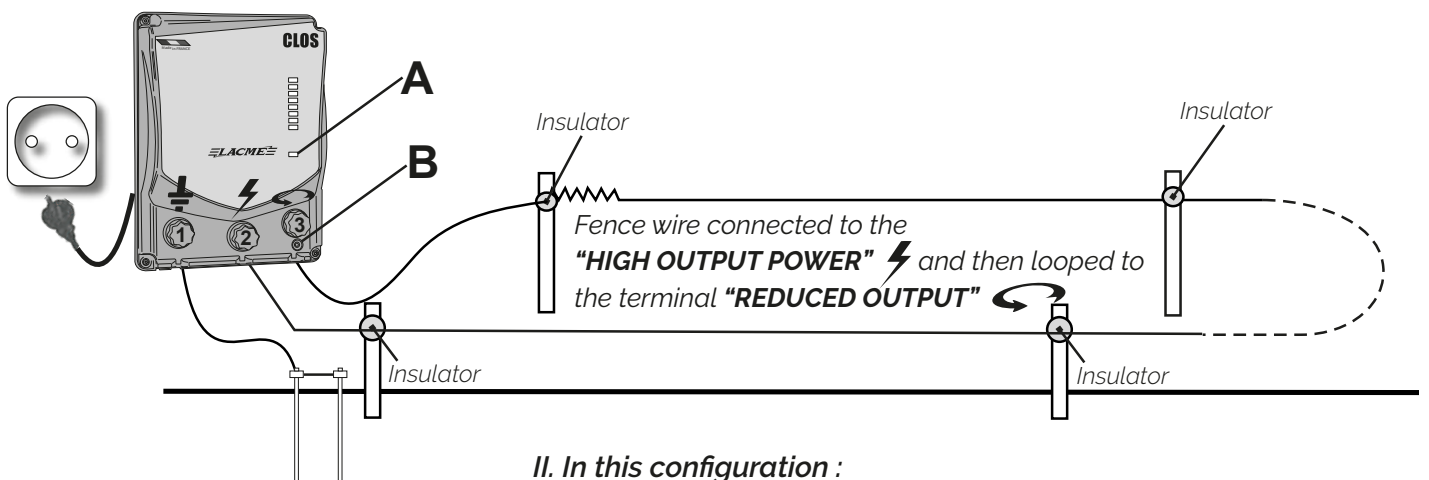 CLOS
A
LACME
B
1
2
3
Insulator
Insulator
Fence wire connected to the
“HIGH OUTPUT POWER” and then looped to
the terminal “REDUCED OUTPUT”
Insulator
Insulator
II. In this configuration :